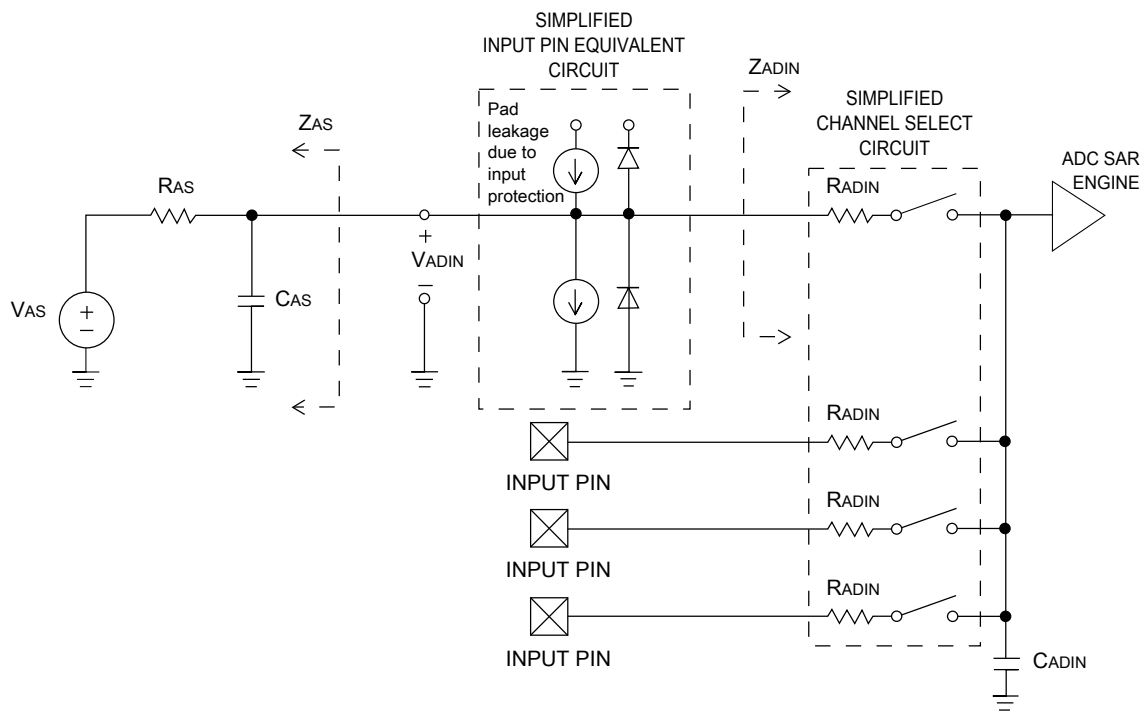 SIMPLIFIED
INPUT PIN EQUIVALENT
CIRCUIT
Pad
leakage
due to
input
protection
ZAS
RAS
CAS
VAS
+
–
+
VADIN
–
ZADIN
SIMPLIFIED
CHANNEL SELECT
CIRCUIT
ADC SAR
ENGINE
RADIN
RADIN
INPUT PIN
RADIN
INPUT PIN
RADIN
INPUT PIN
CADIN